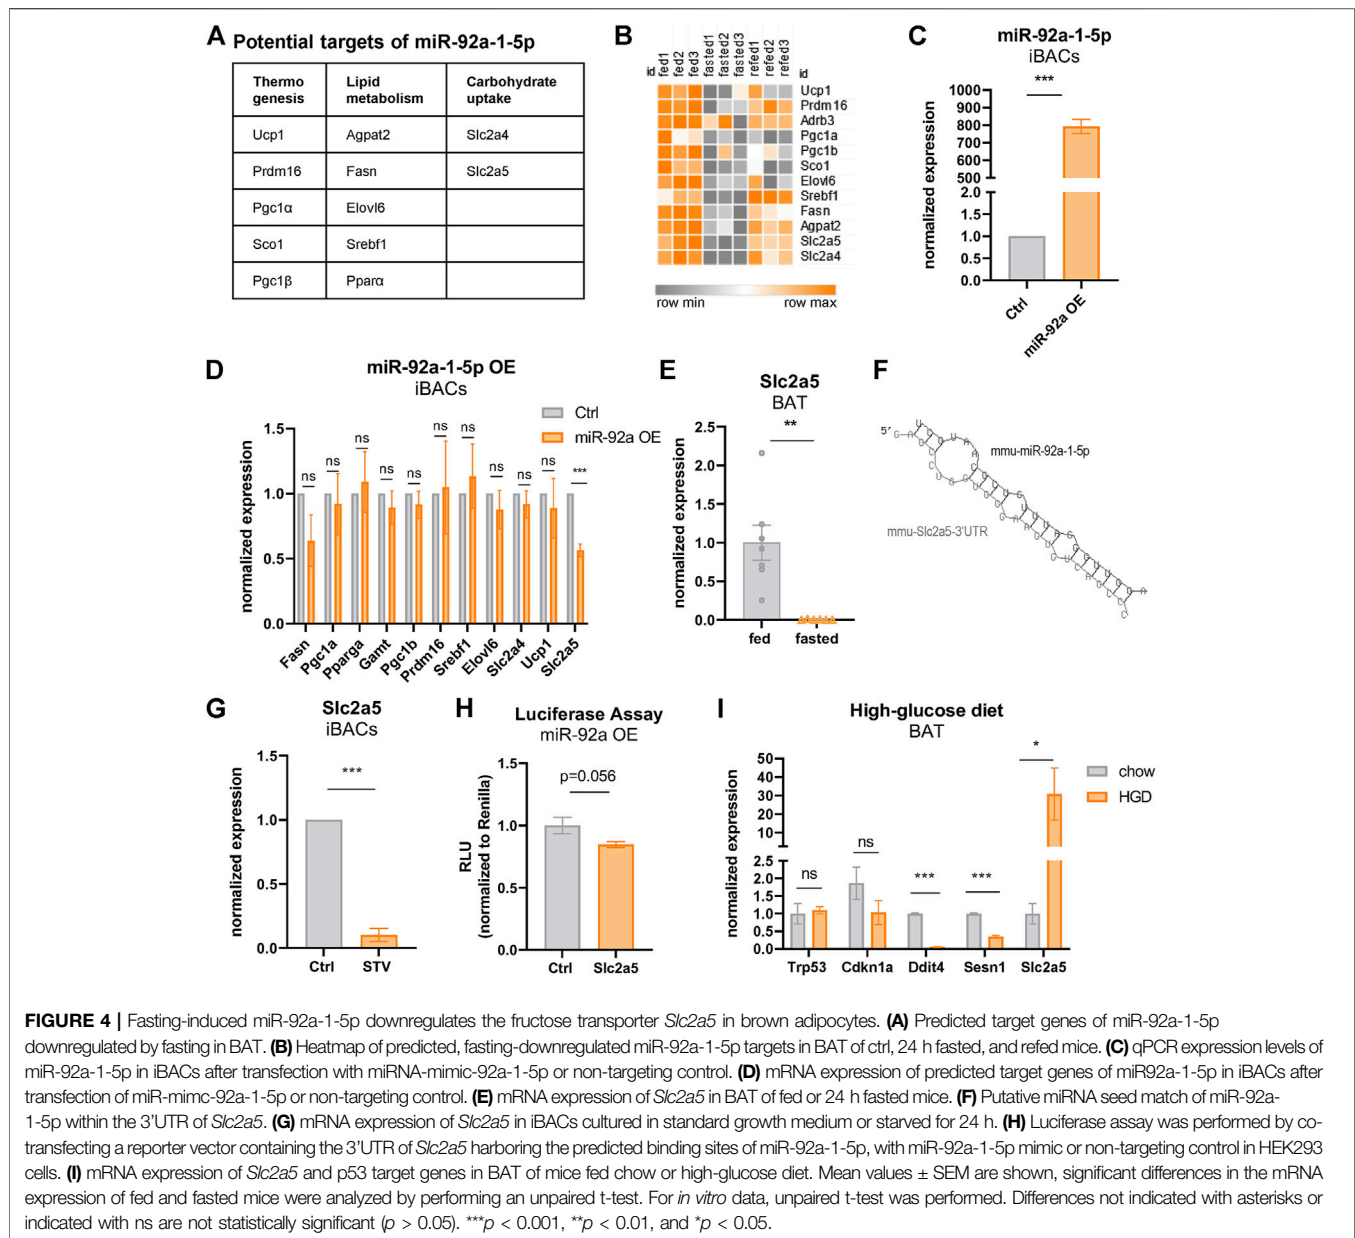 A Potential targets of miR-92a-1-5p
Thermo genesis
Lipid metabolism
Carbohydrate uptake
Ucp1 Agpat2 Slc2a4
Prdm16 Fasn Slc2a5
Pgc1α Elovl6
Sco1 Srebf1
Pgc1β Pparα
B
id fed1 fed2 fed3 fasted1 fasted2 fasted3 refed1 refed2 refed3 id
Ucp1
Prdm16
Adrb3
Pgc1a
Pgc1b
Sco1
Elovl6
Srebf1
Fasn
Agpat2
Slc2a5
Slc2a4
row min row max
C
miR-92a-1-5p
iBACs
***
normalized expression
1000
900
800
700
600
500
2.0
1.5
1.0
0.5
0.0
Ctrl
miR-92a OE
D
miR-92a-1-5p OE
iBACs
Ctrl
miR-92a OE
normalized expression
1.5
1.0
0.5
0.0
ns ns ns ns ns ns ns ns ns ns ***
Fasn Pgc1a Pparga Gamt Pgc1b Prdm16 Srebf1 Elovl6 Slc2a4 Ucp1 Slc2a5
E
Slc2a5
BAT
**
normalized expression
2.5
2.0
1.5
1.0
0.5
0.0
fed fasted
F
5'
mmu-miR-92a-1-5p
mmu-Slc2a5-3'UTR
G
Slc2a5
iBACs
***
normalized expression
1.5
1.0
0.5
0.0
Ctrl STV
H
Luciferase Assay
miR-92a OE
p=0.056
RLU
(normalized to Renilla)
1.5
1.0
0.5
0.0
Ctrl Slc2a5
I
High-glucose diet
BAT
chow
HGD
normalized expression
50
40
30
20
10
2.5
2.0
1.5
1.0
0.5
0.0
ns ns *** *** *
Trp53 Cdkn1a Ddit4 Sesn1 Slc2a5
FIGURE 4 | Fasting-induced miR-92a-1-5p downregulates the fructose transporter Slc2a5 in brown adipocytes. (A) Predicted target genes of miR-92a-1-5p
downregulated by fasting in BAT. (B) Heatmap of predicted, fasting-downregulated miR-92a-1-5p targets in BAT of ctrl, 24 h fasted, and refed mice. (C) qPCR expression levels of
miR-92a-1-5p in iBACs after transfection with miRNA-mimic-92a-1-5p or non-targeting control. (D) mRNA expression of predicted target genes of miR92a-1-5p in iBACs after
transfection of miR-mimc-92a-1-5p or non-targeting control. (E) mRNA expression of Slc2a5 in BAT of fed or 24 h fasted mice. (F) Putative miRNA seed match of miR-92a-
1-5p within the 3'UTR of Slc2a5. (G) mRNA expression of Slc2a5 in iBACs cultured in standard growth medium or starved for 24 h. (H) Luciferase assay was performed by co-
transfecting a reporter vector containing the 3'UTR of Slc2a5 harboring the predicted binding sites of miR-92a-1-5p, with miR-92a-1-5p mimic or non-targeting control in HEK293
cells. (I) mRNA expression of Slc2a5 and p53 target genes in BAT of mice fed chow or high-glucose diet. Mean values ± SEM are shown, significant differences in the mRNA
expression of fed and fasted mice were analyzed by performing an unpaired t-test. For in vitro data, unpaired t-test was performed. Differences not indicated with asterisks or
indicated with ns are not statistically significant (p > 0.05). ***p < 0.001, **p < 0.01, and *p < 0.05.